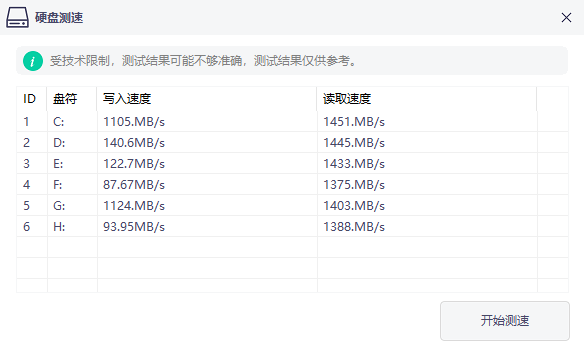 硬盘测速
受技术限制，测试结果可能不够准确，测试结果仅供参考。
ID 盘符 写入速度 读取速度
1 C: 1105.MB/s 1451.MB/s
2 D: 140.6MB/s 1445.MB/s
3 E: 122.7MB/s 1433.MB/s
4 F: 87.67MB/s 1375.MB/s
5 G: 1124.MB/s 1403.MB/s
6 H: 93.95MB/s 1388.MB/s
开始测速